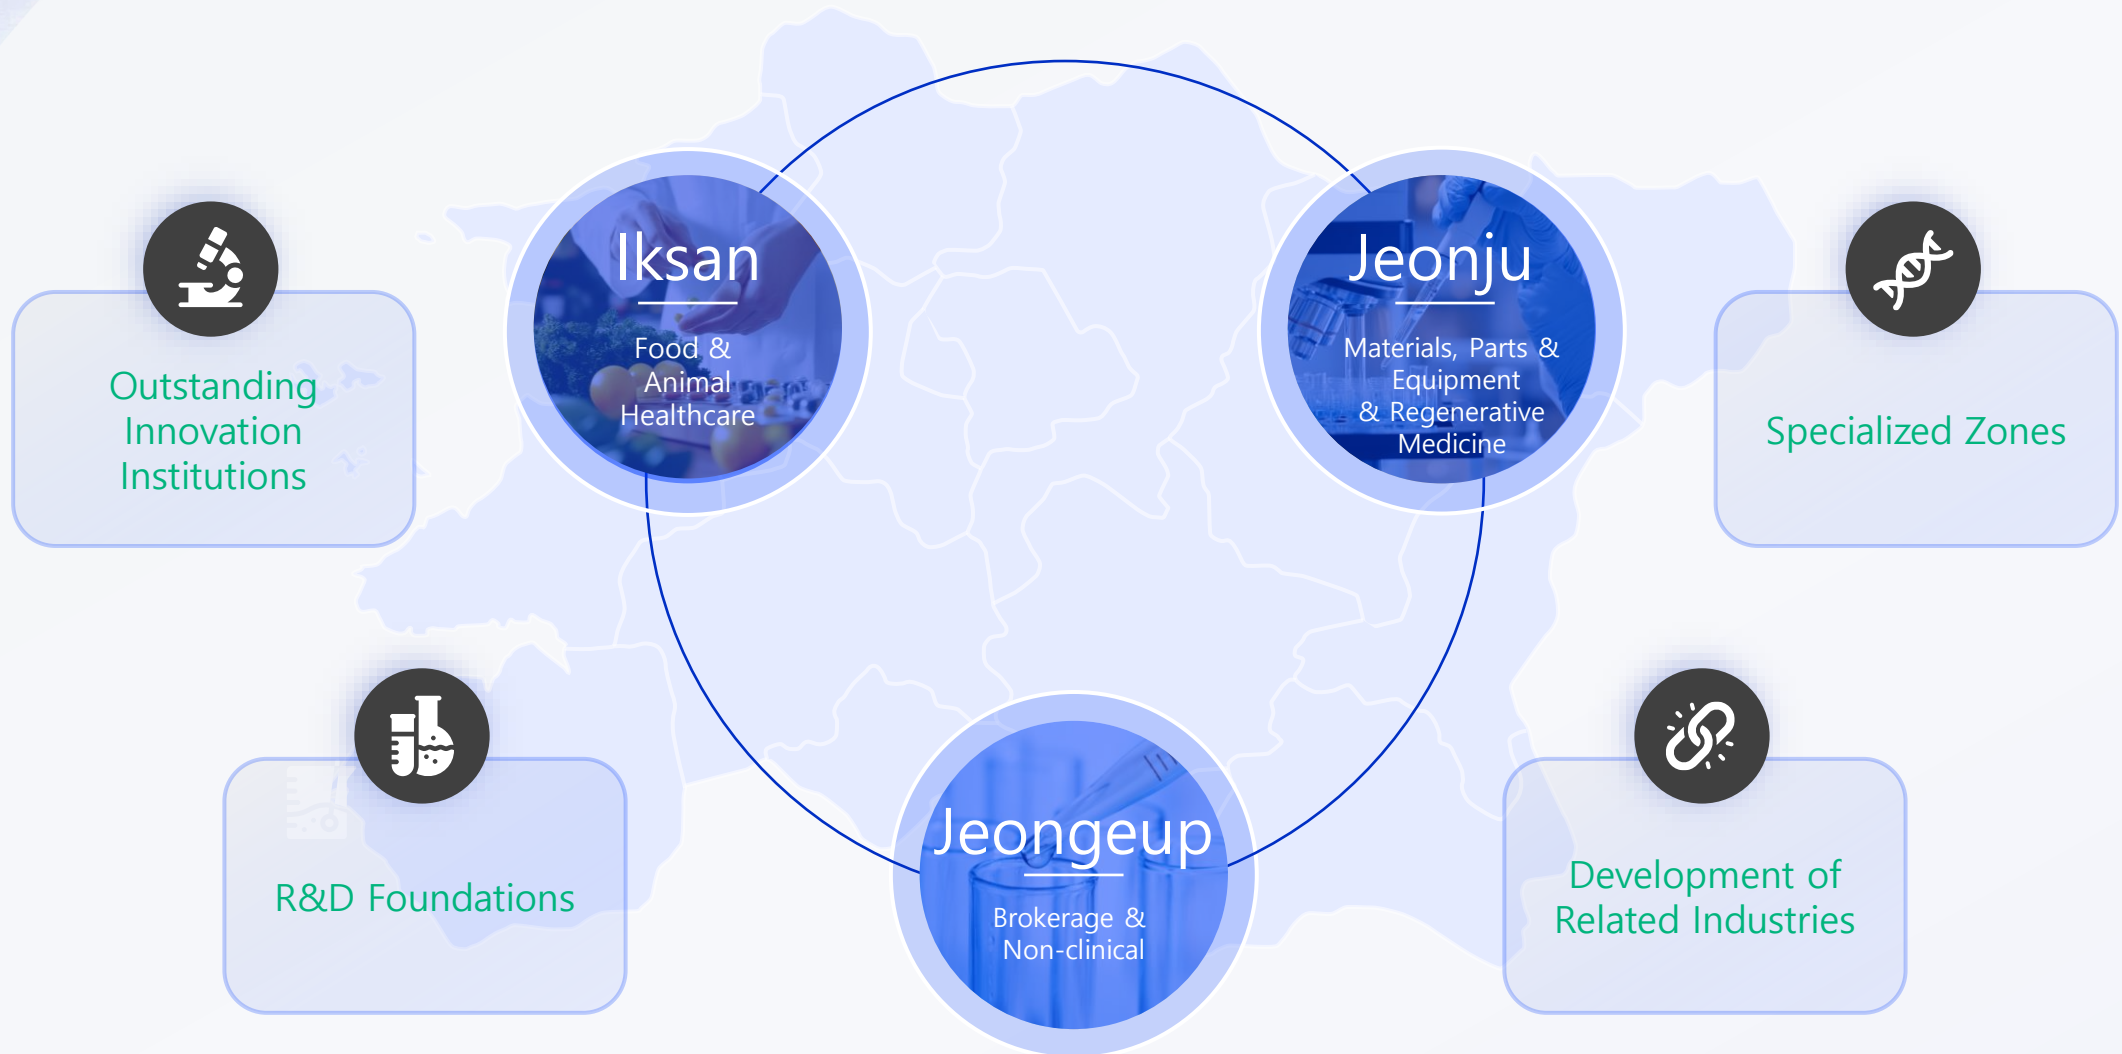 Iksan
Food &
Animal
Healthcare
Jeonju
Materials, Parts &
Equipment
& Regenerative
Medicine
Outstanding
Innovation
Institutions
Specialized Zones
Jeongeup
Brokerage &
Non-clinical
R&D Foundations
Development of
Related Industries